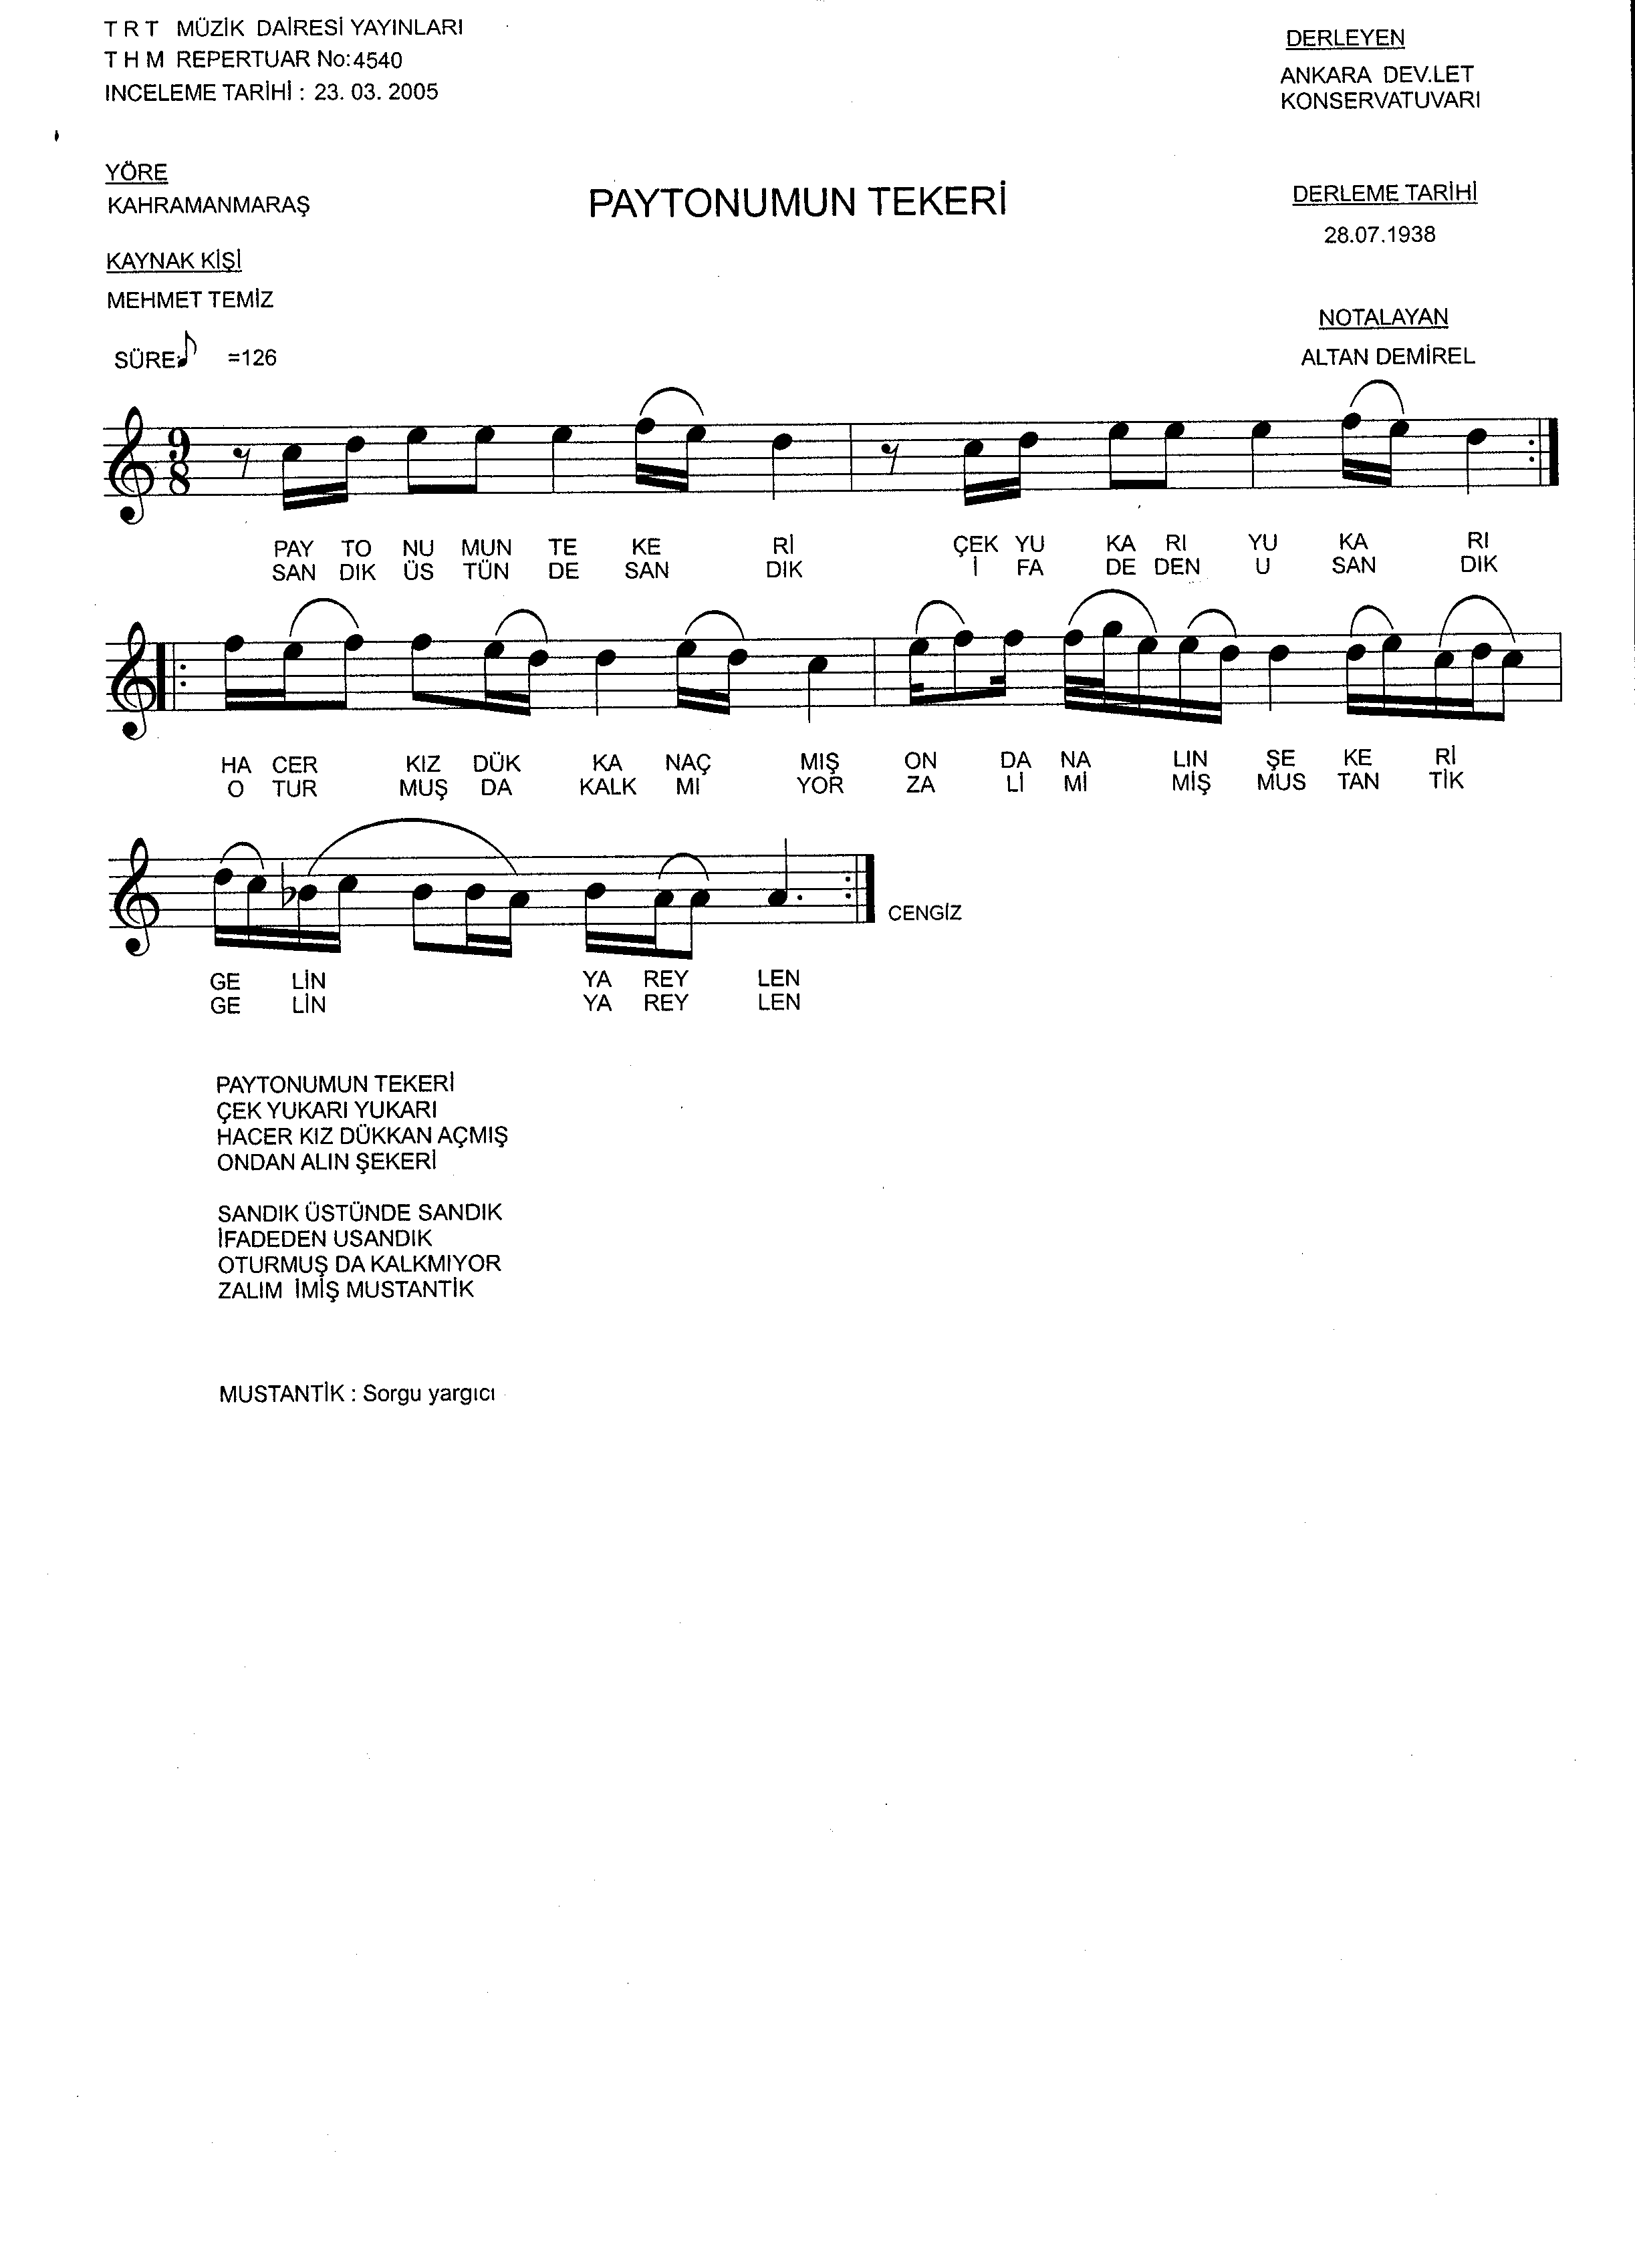 T R T MÜZİK DAİRESİ YAYINLARI
T H M REPERTUAR No:4540
INCELEME TARİHİ : 23. 03. 2005
DERLEYEN
ANKARA DEV.LET
KONSERVATUVARI
YÖRE
KAHRAMANMARAŞ
PAYTONUMUN TEKERİ
DERLEME TARİHİ
28.07.1938
KAYNAK KİŞİ
MEHMET TEMİZ
NOTALAYAN
ALTAN DEMİREL
SÜRE: =126
9
8
PAY TO NU MUN TE KE Rİ ÇEK YU KA RI YU KA RI
SAN DIK ÜS TÜN DE SAN DIK İ FA DE DEN U SAN DIK
HA CER KIZ DÜK KA NAÇ MIŞ ON DA NA LIN ŞE KE Rİ
O TUR MUŞ DA KALK MI YOR ZA Lİ Mİ MİŞ MUS TAN TİK
CENGİZ
GE LİN YA REY LEN
GE LİN YA REY LEN
PAYTONUMUN TEKERİ
ÇEK YUKARI YUKARI
HACER KIZ DÜKKAN AÇMIŞ
ONDAN ALIN ŞEKERİ
SANDIK ÜSTÜNDE SANDIK
İFADEDEN USANDIK
OTURMUŞ DA KALKMIYOR
ZALIM İMİŞ MUSTANTİK
MUSTANTİK : Sorgu yargıcı